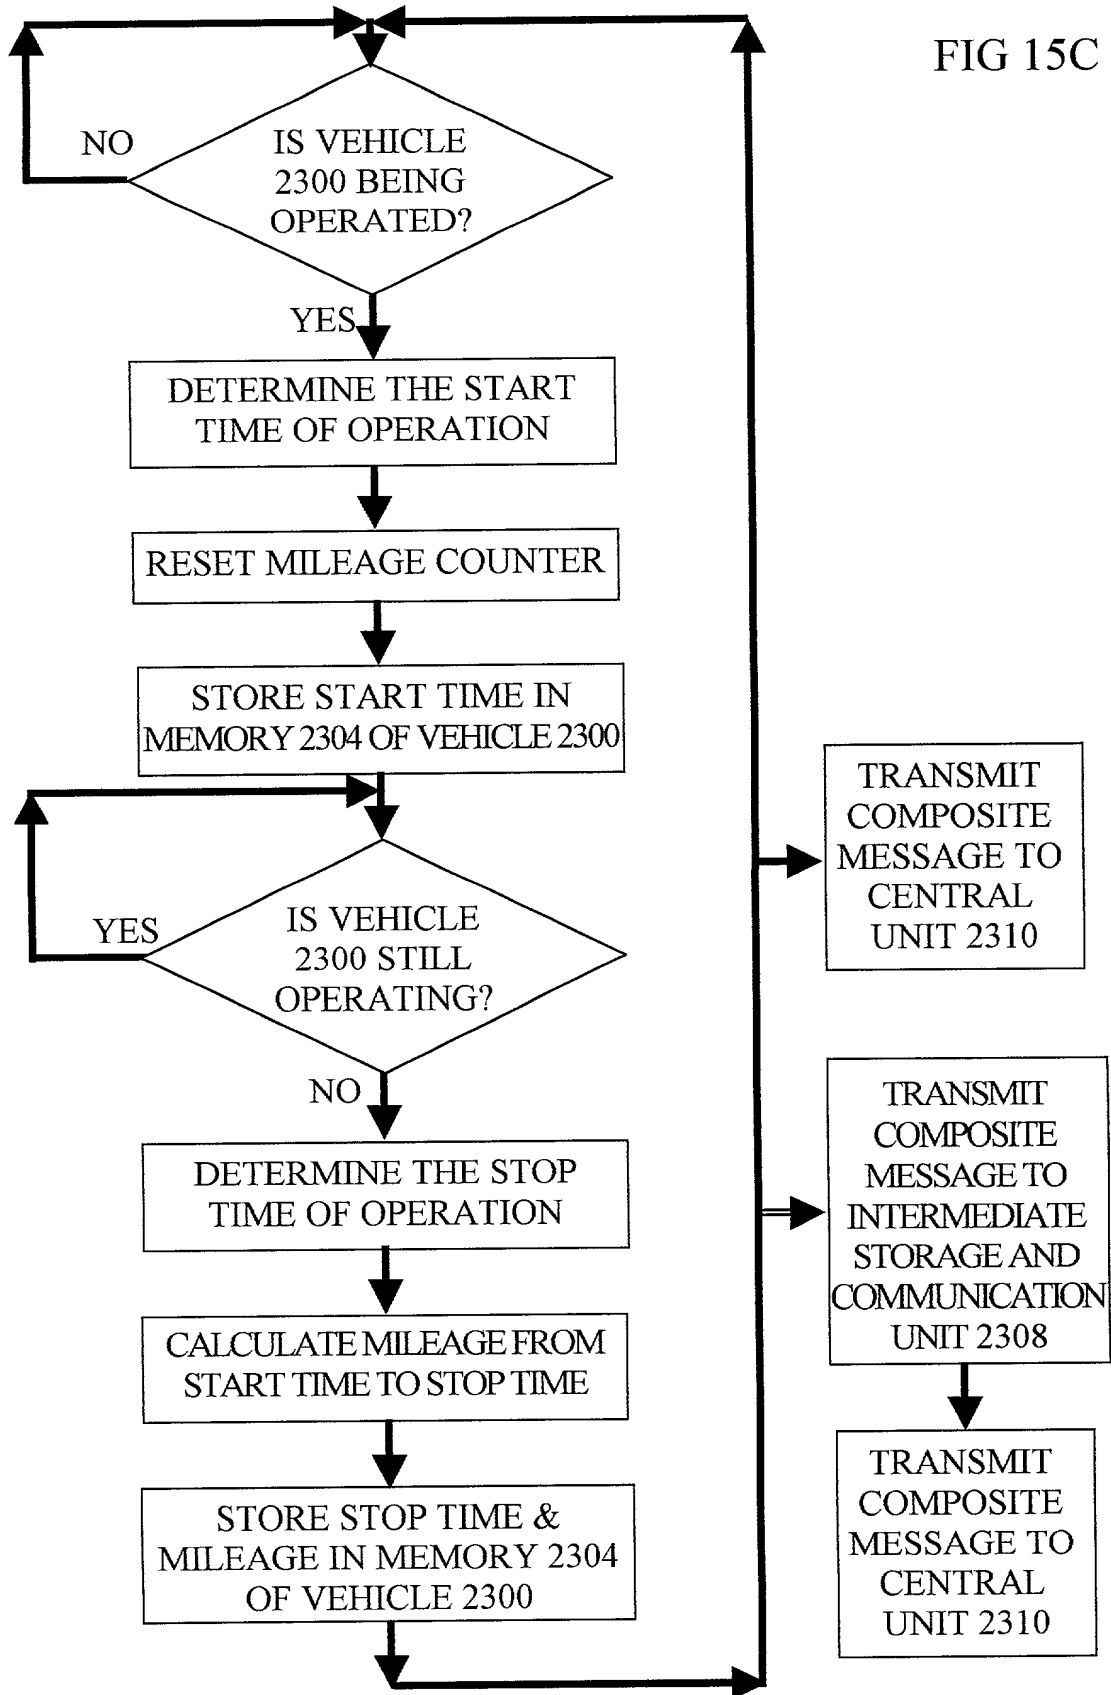 FIG 15C
IS VEHICLE
2300 BEING
OPERATED?
NO
YES
DETERMINE THE START
TIME OF OPERATION
RESET MILEAGE COUNTER
STORE START TIME IN
MEMORY 2304 OF VEHICLE 2300
IS VEHICLE
2300 STILL
OPERATING?
YES
NO
DETERMINE THE STOP
TIME OF OPERATION
CALCULATE MILEAGE FROM
START TIME TO STOP TIME
STORE STOP TIME &
MILEAGE IN MEMORY 2304
OF VEHICLE 2300
TRANSMIT
COMPOSITE
MESSAGE TO
CENTRAL
UNIT 2310
TRANSMIT
COMPOSITE
MESSAGE TO
INTERMEDIATE
STORAGE AND
COMMUNICATION
UNIT 2308
TRANSMIT
COMPOSITE
MESSAGE TO
CENTRAL
UNIT 2310